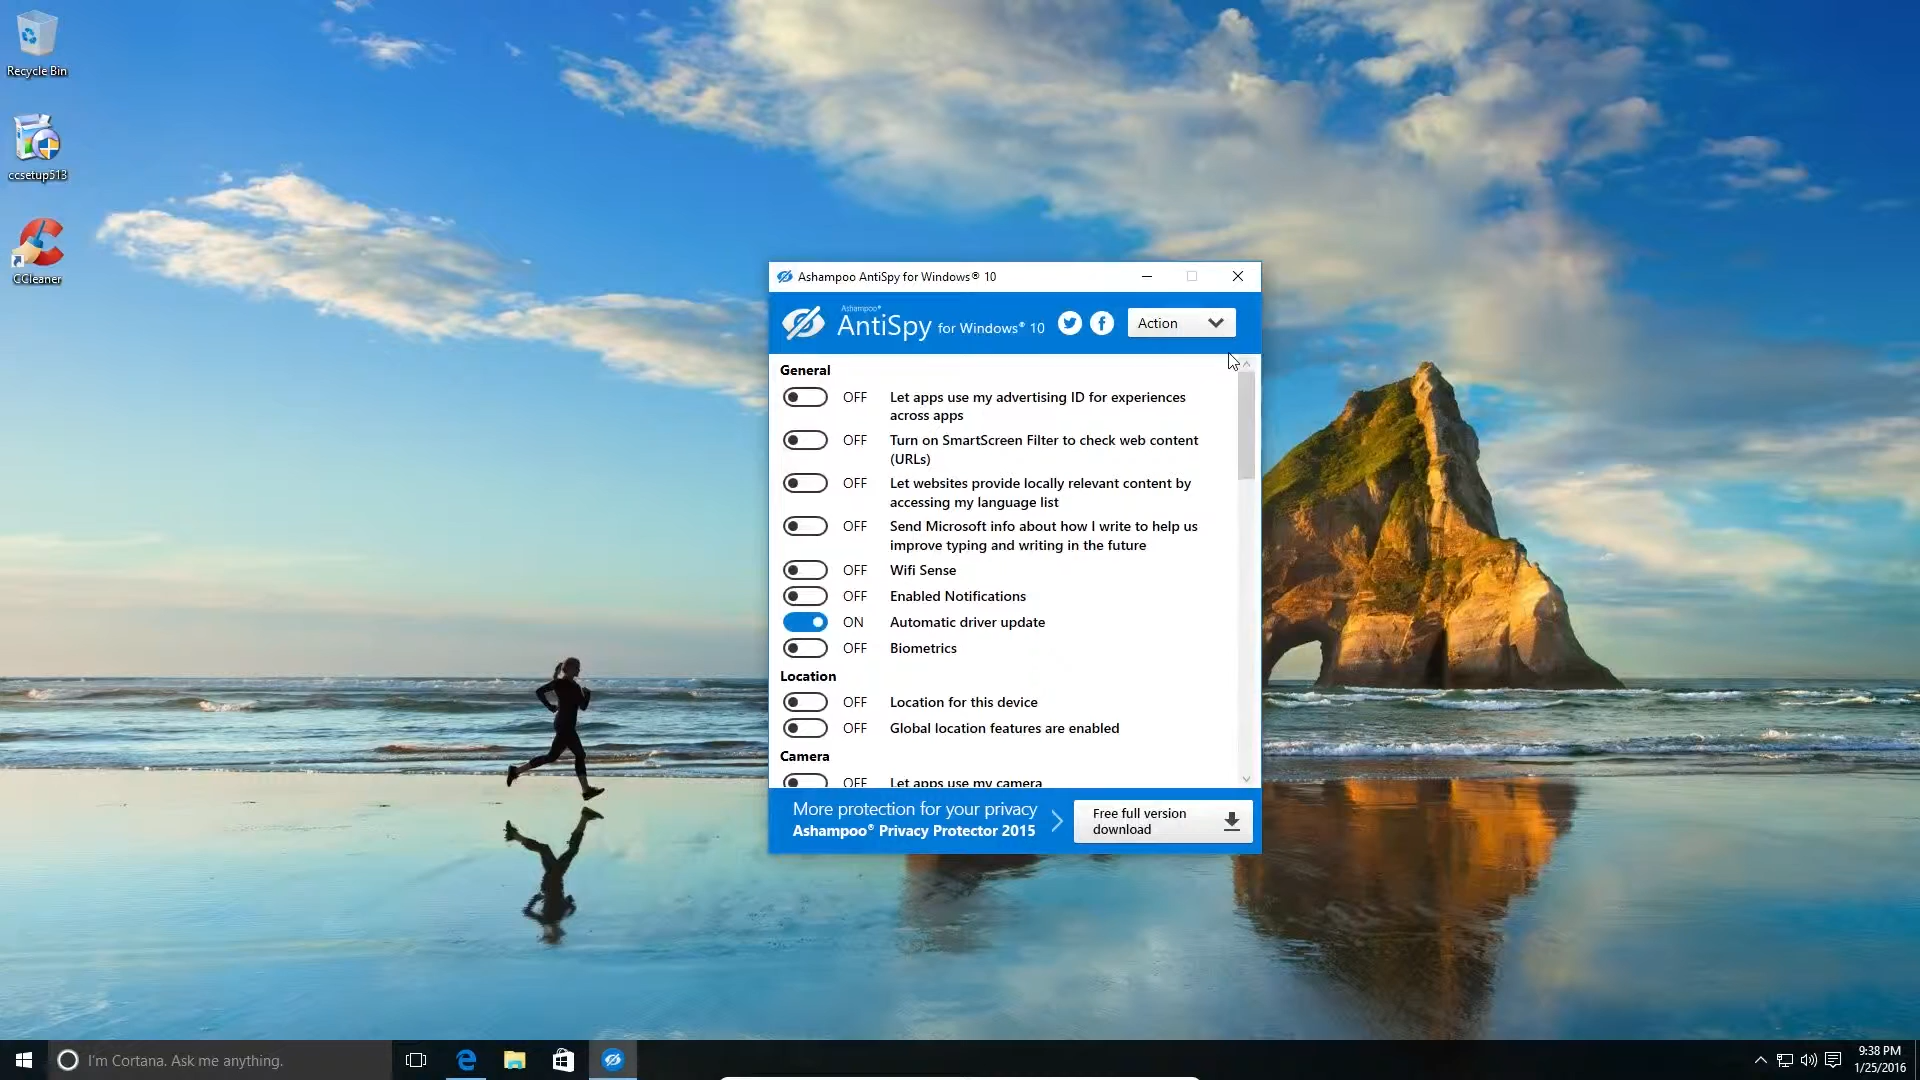 Recycle Bin
ccsetup513
CCleaner
Ashampoo AntiSpy for Windows® 10
Ashampoo®
AntiSpy for Windows® 10
Action
General
OFF Let apps use my advertising ID for experiences
across apps
OFF Turn on SmartScreen Filter to check web content
(URLs)
OFF Let websites provide locally relevant content by
accessing my language list
OFF Send Microsoft info about how I write to help us
improve typing and writing in the future
OFF Wifi Sense
OFF Enabled Notifications
ON Automatic driver update
OFF Biometrics
Location
OFF Location for this device
OFF Global location features are enabled
Camera
OFF Let apps use my camera
More protection for your privacy
Ashampoo® Privacy Protector 2015
Free full version
download
I'm Cortana. Ask me anything.
9:38 PM
1/25/2016